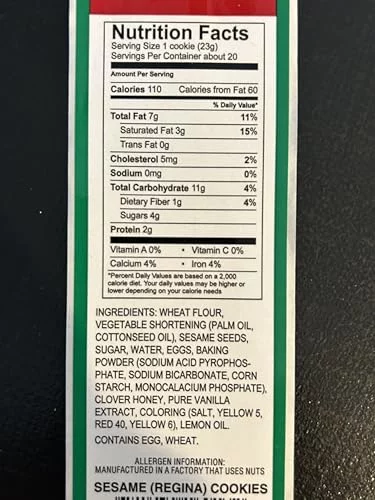 Nutrition Facts
Serving Size 1 cookie (23g)
Servings Per Container about 20
Amount Per Serving
Calories 110 Calories from Fat 60
% Daily Value*
Total Fat 7g 11%
Saturated Fat 3g 15%
Trans Fat 0g
Cholesterol 5mg 2%
Sodium 0mg 0%
Total Carbohydrate 11g 4%
Dietary Fiber 1g 4%
Sugars 4g
Protein 2g
Vitamin A 0% • Vitamin C 0%
Calcium 4% • Iron 4%
*Percent Daily Values are based on a 2,000
calorie diet. Your daily values may be higher or
lower depending on your calorie needs
INGREDIENTS: WHEAT FLOUR,
VEGETABLE SHORTENING (PALM OIL,
COTTONSEED OIL), SESAME SEEDS,
SUGAR, WATER, EGGS, BAKING
POWDER (SODIUM ACID PYROPHOS-
PHATE, SODIUM BICARBONATE, CORN
STARCH, MONOCALACIUM PHOSPHATE),
CLOVER HONEY, PURE VANILLA
EXTRACT, COLORING (SALT, YELLOW 5,
RED 40, YELLOW 6), LEMON OIL.
CONTAINS EGG, WHEAT.
ALLERGEN INFORMATION:
MANUFACTURED IN A FACTORY THAT USES NUTS
SESAME (REGINA) COOKIES